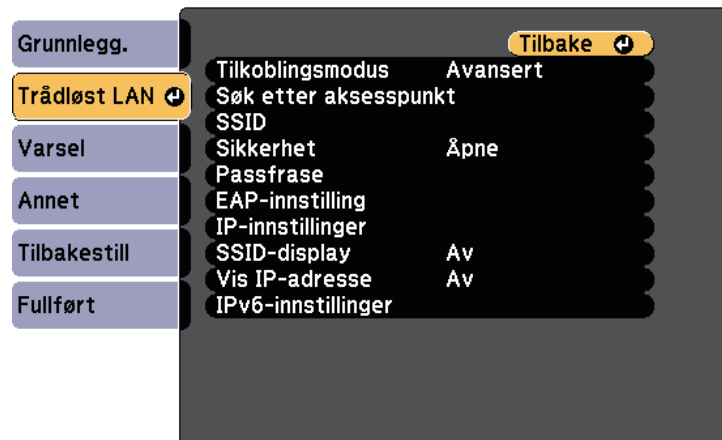 Grunnlegg.
Trådløst LAN
Varsel
Annet
Tilbakestill
Fullført
Tilbake
Tilkoblingsmodus Avansert
Søk etter aksesspunkt
SSID
Sikkerhet Åpne
Passfrase
EAP-innstilling
IP-innstillinger
SSID-display Av
Vis IP-adresse Av
IPv6-innstillinger